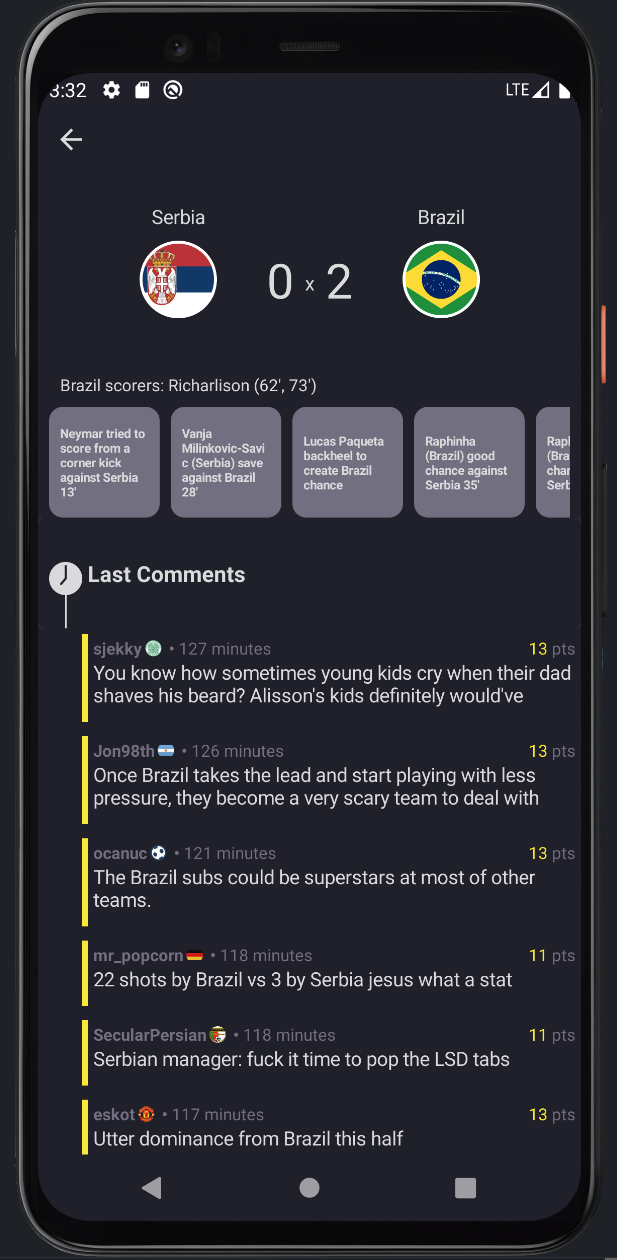 3:32
LTE
Serbia
Brazil
0 x 2
Brazil scorers: Richarlison (62', 73')
Neymar tried to
score from a
corner kick
against Serbia
13'
Vanja
Milinkovic-Savi
c (Serbia) save
against Brazil
28'
Lucas Paqueta
backheel to
create Brazil
chance
Raphinha
(Brazil) good
chance against
Serbia 35'
Last Comments
sjekky • 127 minutes 13 pts
You know how sometimes young kids cry when their dad
shaves his beard? Alisson's kids definitely would've
Jon98th • 126 minutes 13 pts
Once Brazil takes the lead and start playing with less
pressure, they become a very scary team to deal with
ocanuc • 121 minutes 13 pts
The Brazil subs could be superstars at most of other
teams.
mr_popcorn • 118 minutes 11 pts
22 shots by Brazil vs 3 by Serbia jesus what a stat
SecularPersian • 118 minutes 11 pts
Serbian manager: fuck it time to pop the LSD tabs
eskot • 117 minutes 13 pts
Utter dominance from Brazil this half